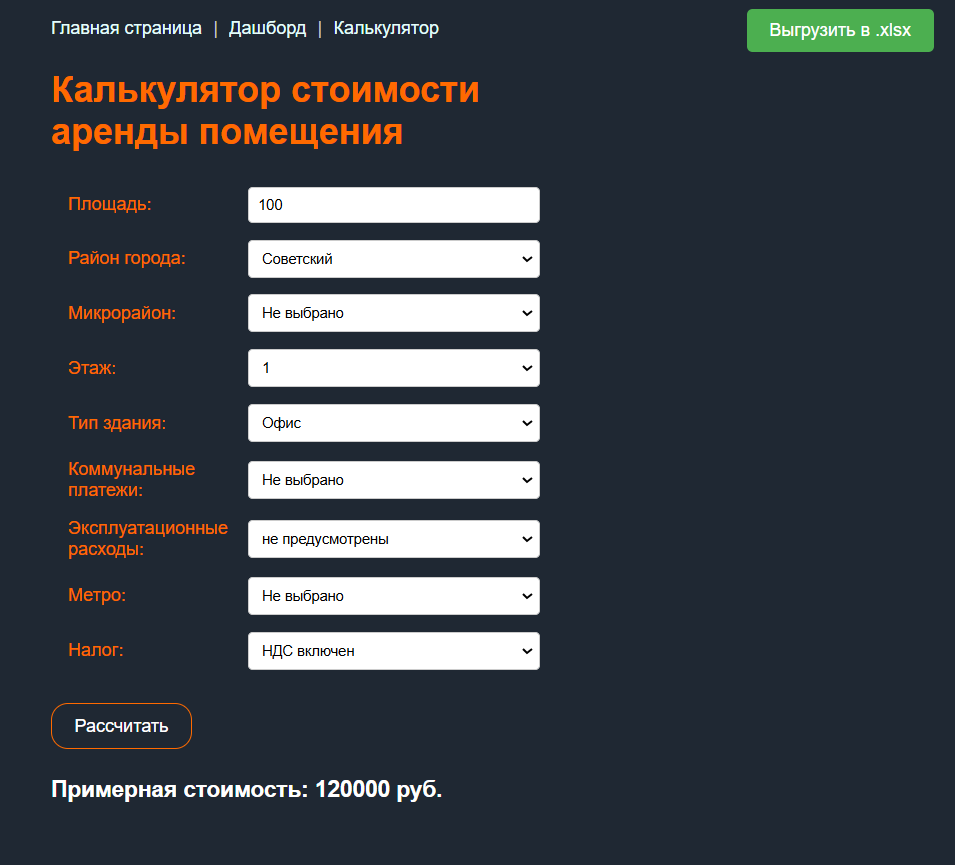 Главная страница | Дашборд | Калькулятор
Выгрузить в .xlsx
Калькулятор стоимости
аренды помещения
Площадь: 100
Район города: Советский
Микрорайон: Не выбрано
Этаж: 1
Тип здания: Офис
Коммунальные
платежи: Не выбрано
Эксплуатационные
расходы: не предусмотрены
Метро: Не выбрано
Налог: НДС включен
Рассчитать
Примерная стоимость: 120000 руб.